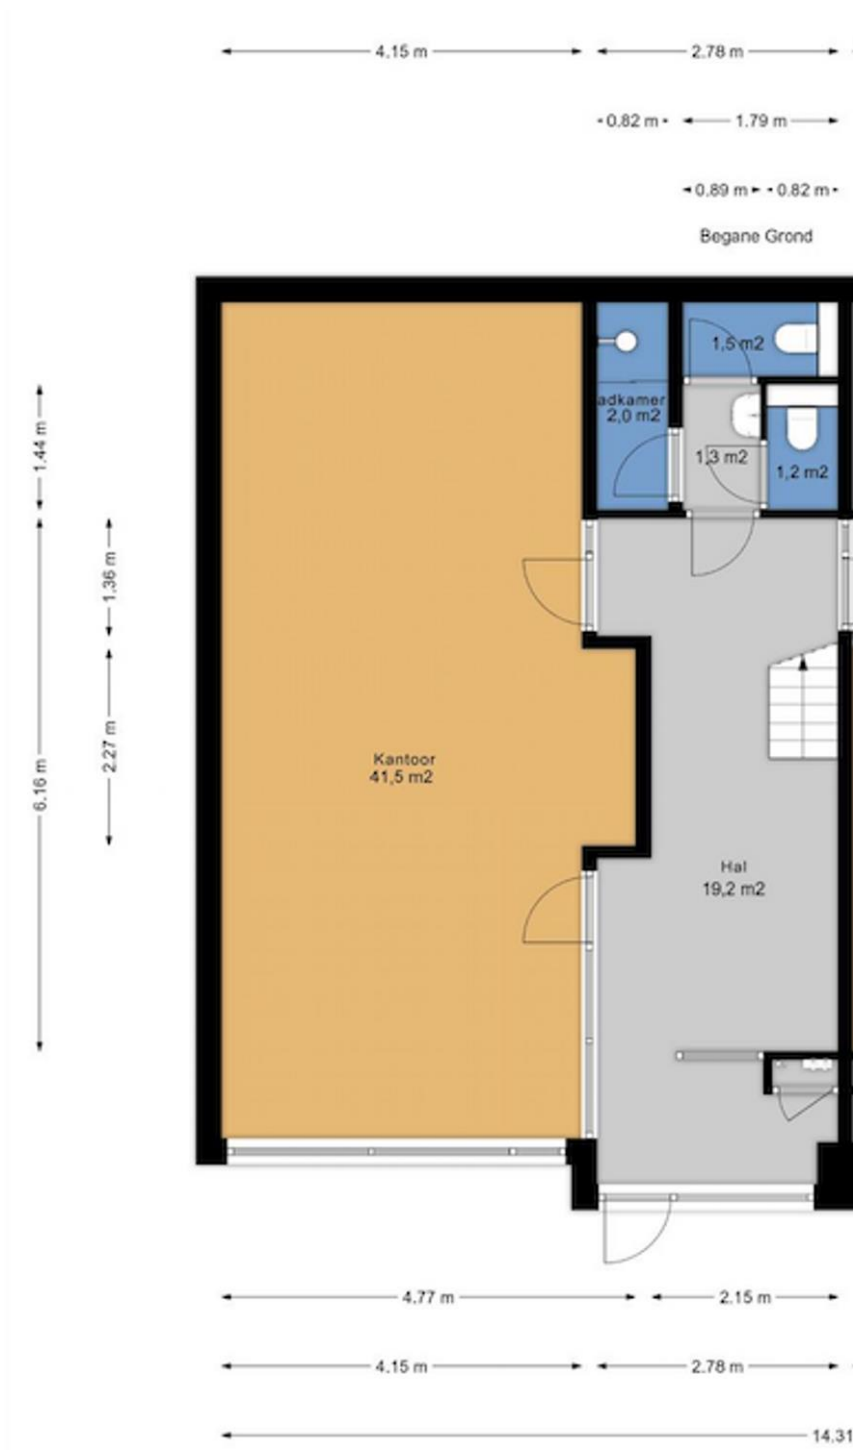 4.15 m
2.78 m
0.82 m
1.79 m
0.89 m
0.82 m
Begane Grond
1,5 m2
adkamer
2,0 m2
1,3 m2
1,2 m2
1.44 m
1.36 m
2.27 m
6.16 m
Kantoor
41,5 m2
Hal
19,2 m2
4.77 m
2.15 m
4.15 m
2.78 m
14.31